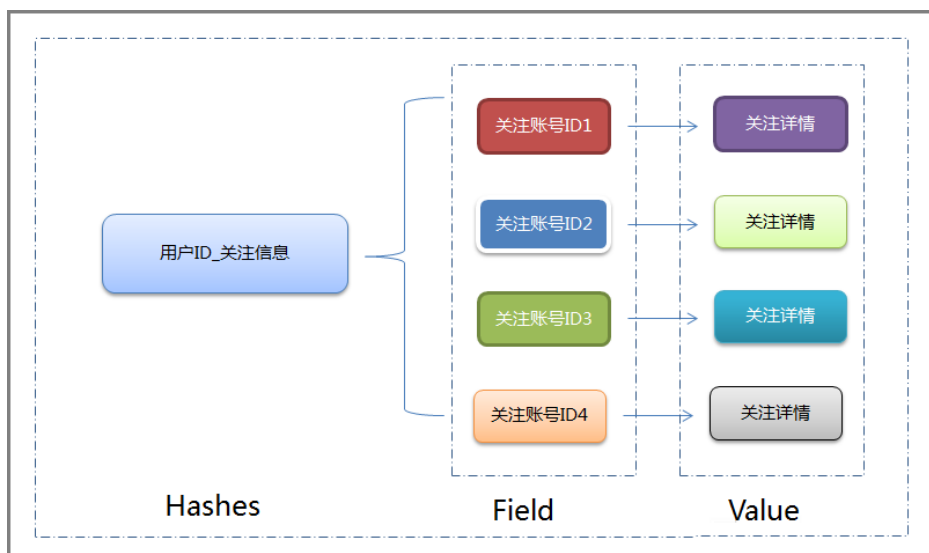 用户ID_关注信息
关注账号ID1
关注详情
关注账号ID2
关注详情
关注账号ID3
关注详情
关注账号ID4
关注详情
Hashes
Field
Value